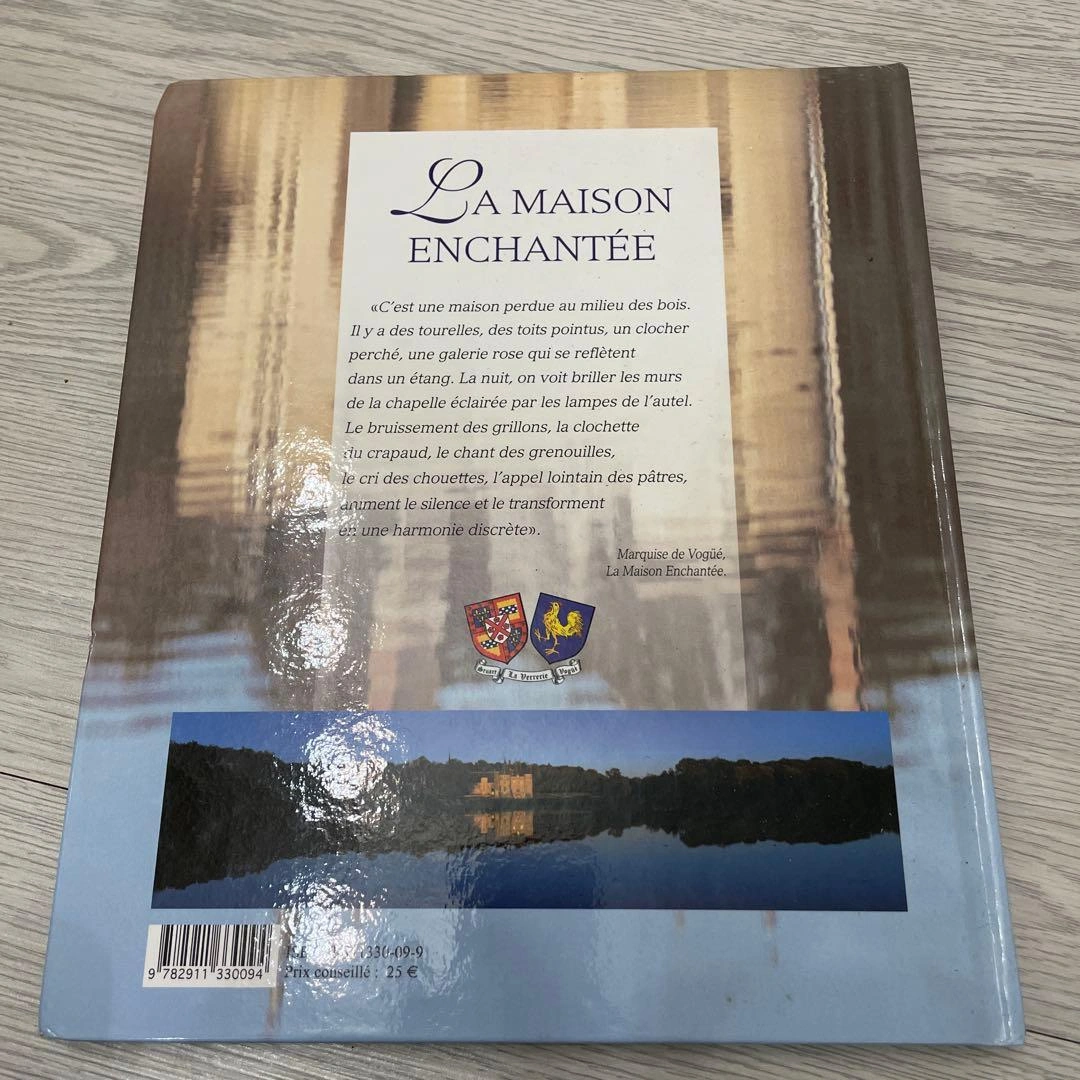 LA MAISON
ENCHANTÉE
«C'est une maison perdue au milieu des bois.
Il y a des tourelles, des toits pointus, un clocher
perché, une galerie rose qui se reflètent
dans un étang. La nuit, on voit briller les murs
de la chapelle éclairée par les lampes de l'autel.
Le bruissement des grillons, la clochette
du crapaud, le chant des grenouilles,
le cri des chouettes, l'appel lointain des pâtres,
animent le silence et le transforment
en une harmonie discrète».
Marquise de Vogüé,
La Maison Enchantée.
Stuart La Verrerie Vogüé
330-09-9
9 782911 330094
Prix conseillé : 25 €